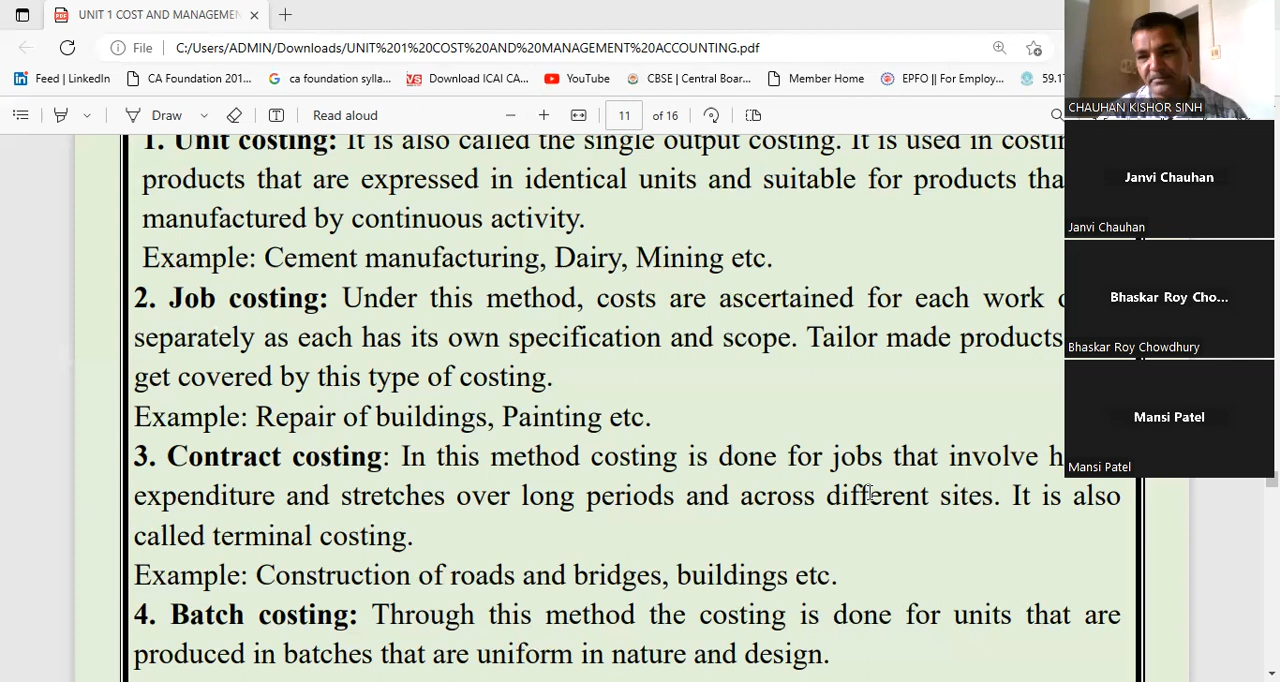 UNIT 1 COST AND MANAGEMEN
File C:/Users/ADMIN/Downloads/UNIT%201%20COST%20AND%20MANAGEMENT%20ACCOUNTING.pdf
Feed | LinkedIn CA Foundation 201... ca foundation sylla... Download ICAI CA... YouTube CBSE | Central Boar... Member Home EPFO || For Employ... 59.17
Draw Read aloud 11 of 16
CHAUHAN KISHOR SINH
Janvi Chauhan
Janvi Chauhan
Bhaskar Roy Cho...
Bhaskar Roy Chowdhury
Mansi Patel
Mansi Patel
1. Unit costing: It is also called the single output costing. It is used in costin
products that are expressed in identical units and suitable for products tha
manufactured by continuous activity.
Example: Cement manufacturing, Dairy, Mining etc.
2. Job costing: Under this method, costs are ascertained for each work
separately as each has its own specification and scope. Tailor made products
get covered by this type of costing.
Example: Repair of buildings, Painting etc.
3. Contract costing: In this method costing is done for jobs that involve h
expenditure and stretches over long periods and across different sites. It is also
called terminal costing.
Example: Construction of roads and bridges, buildings etc.
4. Batch costing: Through this method the costing is done for units that are
produced in batches that are uniform in nature and design.